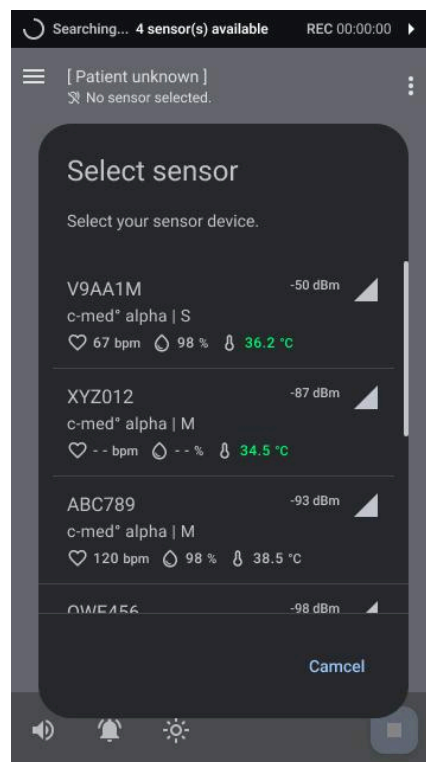 Searching... 4 sensor(s) available REC 00:00:00
[ Patient unknown ]
No sensor selected.
Select sensor
Select your sensor device.
V9AA1M -50 dBm
c-med° alpha | S
67 bpm 98 % 36.2 °C
XYZ012 -87 dBm
c-med° alpha | M
- - bpm - - % 34.5 °C
ABC789 -93 dBm
c-med° alpha | M
120 bpm 98 % 38.5 °C
QWE456 -98 dBm
Camcel